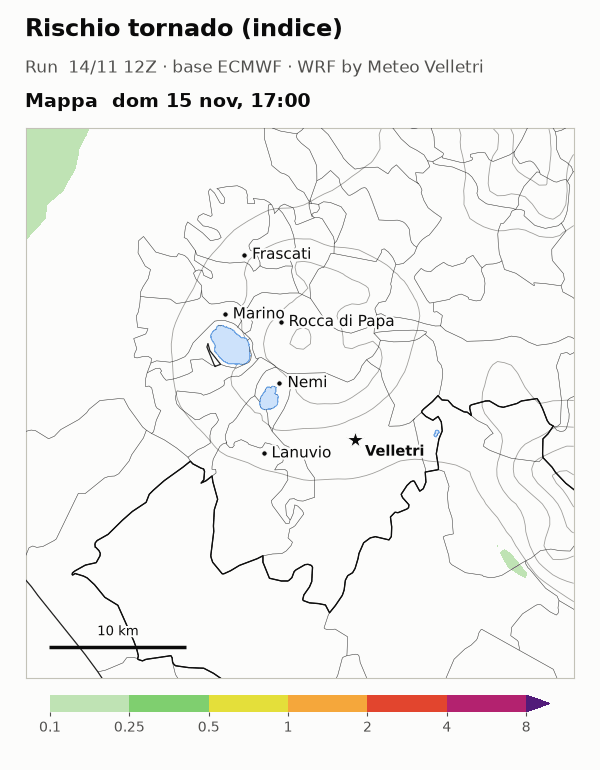 Rischio tornado (indice)
Run  14/11 12Z · base ECMWF · WRF by Meteo Velletri
Mappa  dom 15 nov, 17:00
Frascati
Marino
Rocca di Papa
Nemi
Velletri
Lanuvio
10 km
0.1 0.25 0.5 1 2 4 8